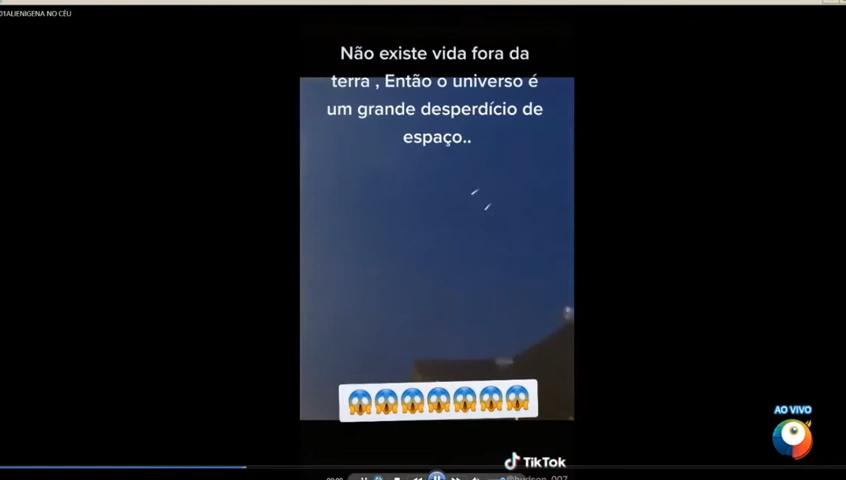 01ALIENIGENA NO CÉU
Não existe vida fora da
terra , Então o universo é
um grande desperdício de
espaço..
AO VIVO
TikTok
@hudson_007